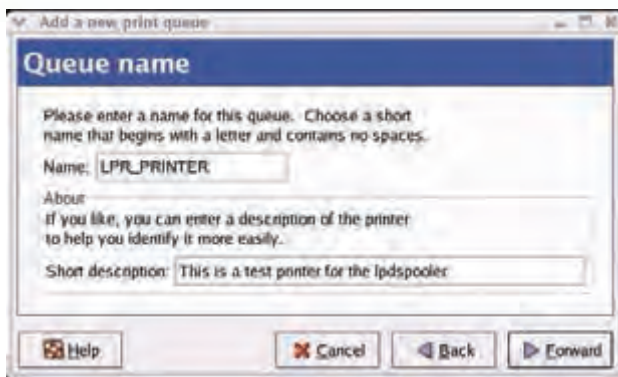 Add a new print queue
Queue name
Please enter a name for this queue. Choose a short
name that begins with a letter and contains no spaces.
Name: LPR_PRINTER
About
If you like, you can enter a description of the printer
to help you identify it more easily.
Short description: This is a test printer for the lpdspooler
Help Cancel Back Forward